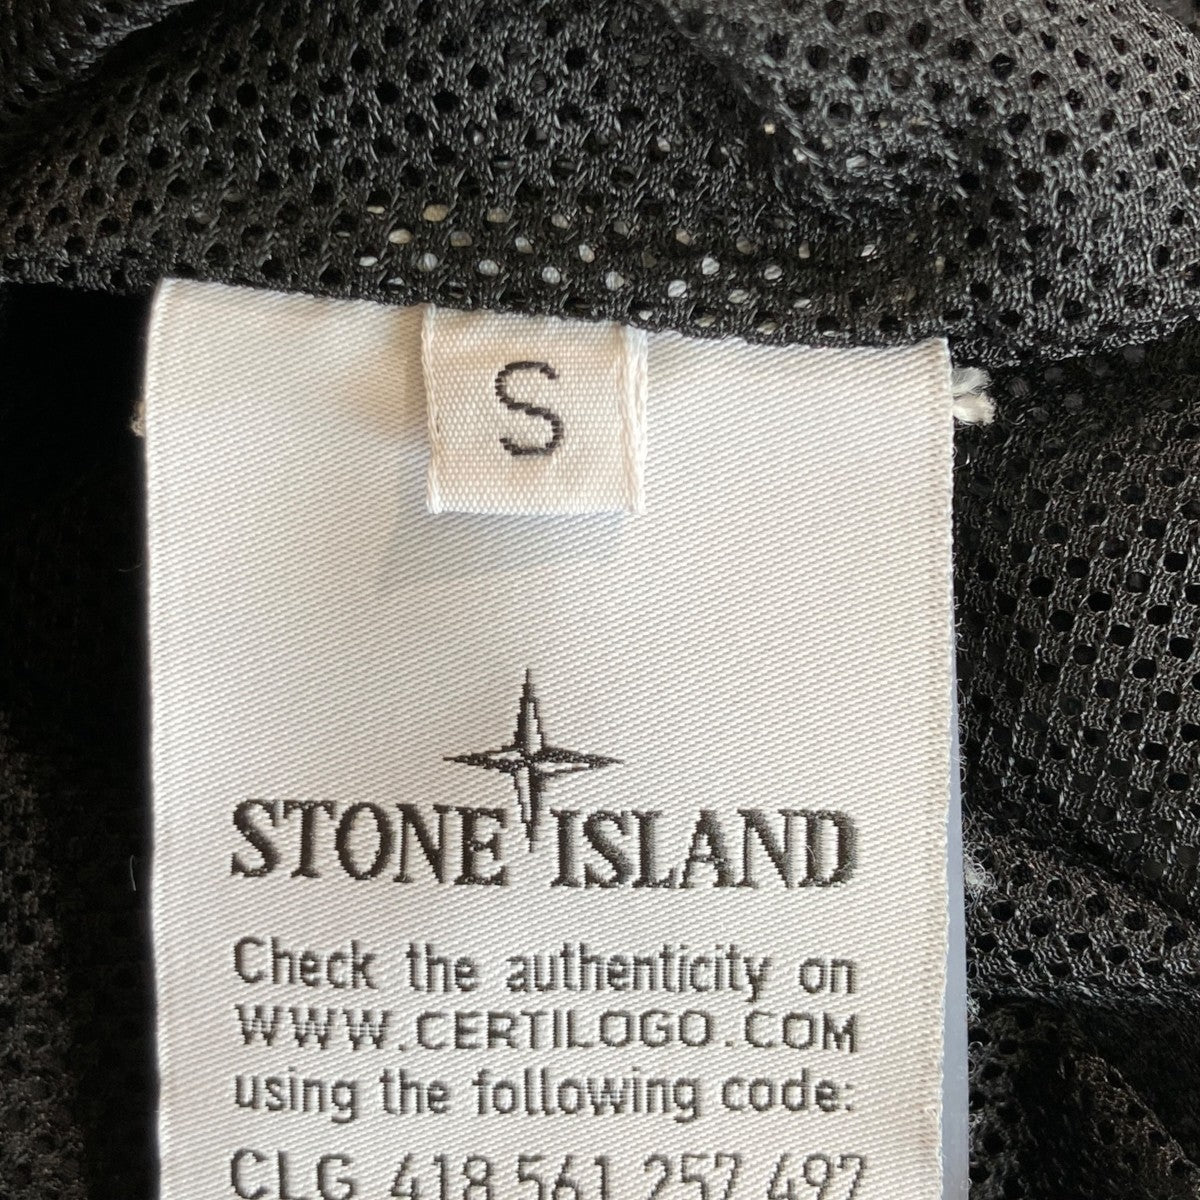 S
STONE ISLAND
Check the authenticity on
WWW.CERTILOGO.COM
using the following code:
CLG 418 561 257 497